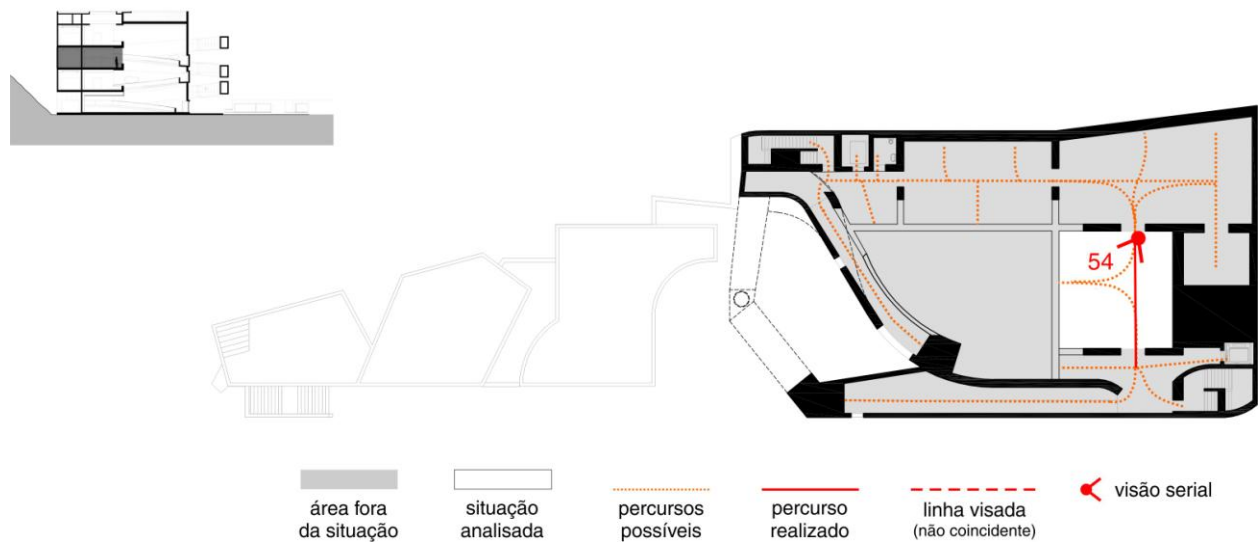 54
área fora
da situação
situação
analisada
percursos
possíveis
percurso
realizado
linha visada
(não coincidente)
visão serial